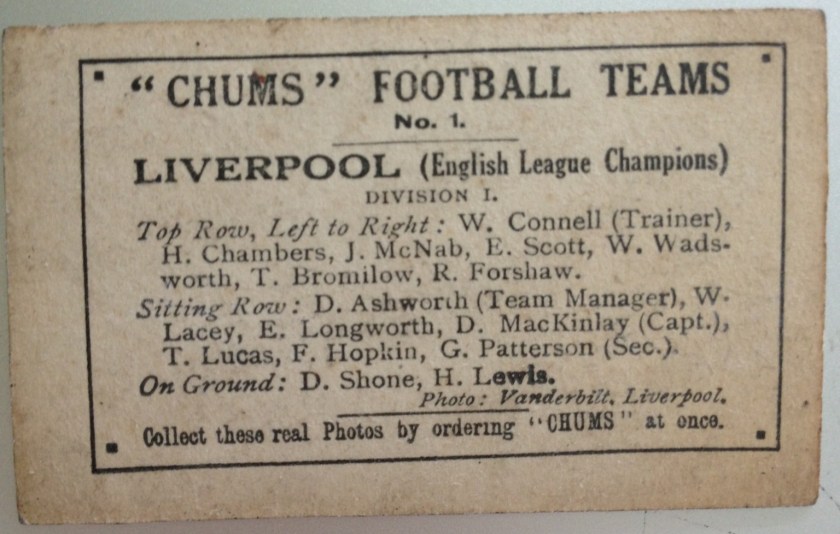 "CHUMS" FOOTBALL TEAMS
No. 1.
LIVERPOOL (English League Champions)
DIVISION I.
Top Row, Left to Right: W. Connell (Trainer),
H. Chambers, J. McNab, E. Scott, W. Wads-
worth, T. Bromilow, R. Forshaw.
Sitting Row: D. Ashworth (Team Manager), W.
Lacey, E. Longworth, D. MacKinlay (Capt.),
T. Lucas, F. Hopkin, G. Patterson (Sec.).
On Ground: D. Shone, H. Lewis.
Photo: Vanderbilt, Liverpool.
Collect these real Photos by ordering "CHUMS" at once.